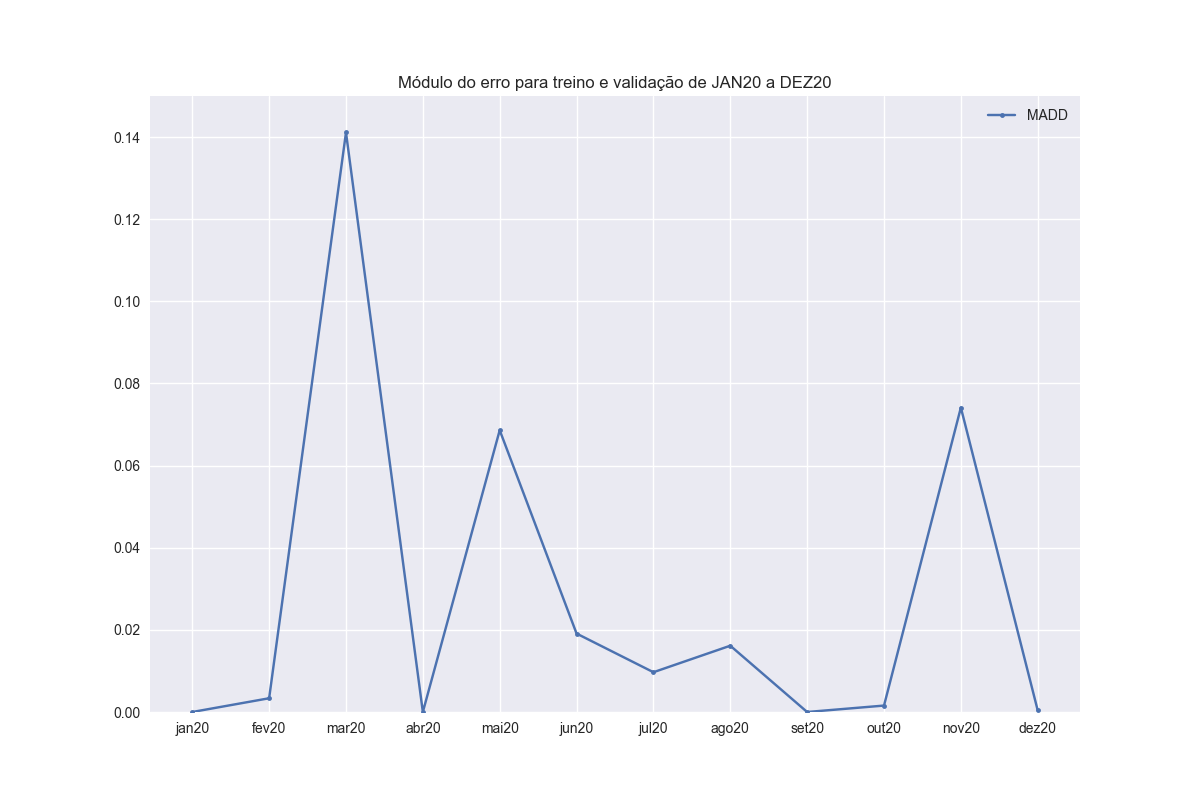 Módulo do erro para treino e validação de JAN20 a DEZ20
MADD
0.14
0.12
0.10
0.08
0.06
0.04
0.02
0.00
jan20 fev20 mar20 abr20 mai20 jun20 jul20 ago20 set20 out20 nov20 dez20